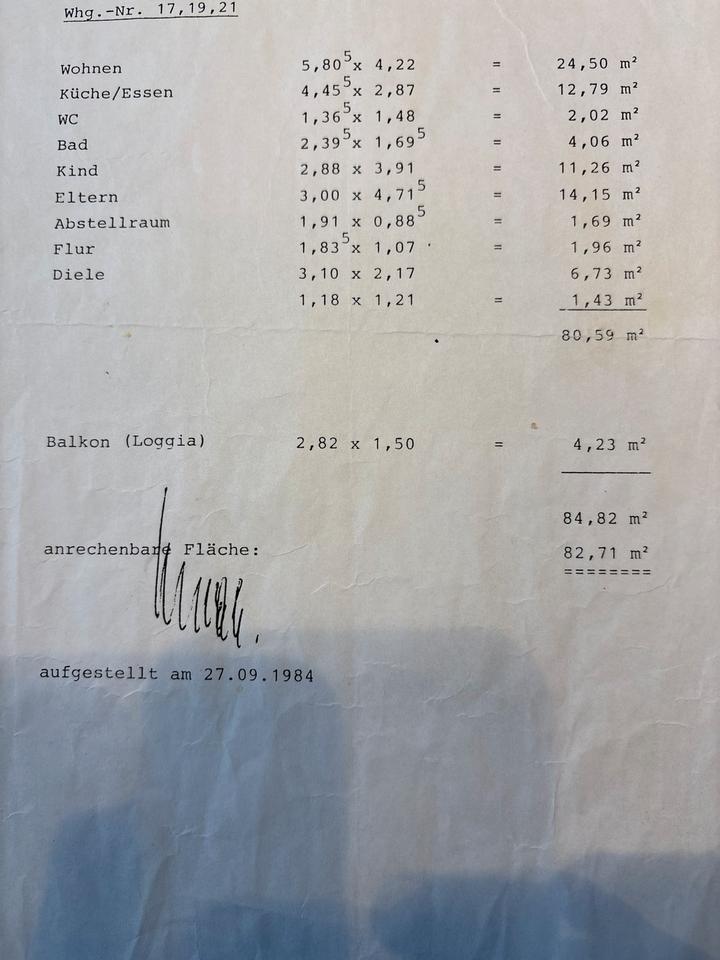 Whg.-Nr. 17,19,21
Wohnen 5,80⁵x 4,22 = 24,50 m²
Küche/Essen 4,45⁵x 2,87 = 12,79 m²
WC 1,36⁵x 1,48 = 2,02 m²
Bad 2,39⁵x 1,69⁵ = 4,06 m²
Kind 2,88 x 3,91 = 11,26 m²
Eltern 3,00 x 4,71⁵ = 14,15 m²
Abstellraum 1,91 x 0,88⁵ = 1,69 m²
Flur 1,83⁵x 1,07 = 1,96 m²
Diele 3,10 x 2,17 6,73 m²
1,18 x 1,21 = 1,43 m²
80,59 m²
Balkon (Loggia) 2,82 x 1,50 = 4,23 m²
84,82 m²
anrechenbare Fläche: 82,71 m²
========
aufgestellt am 27.09.1984